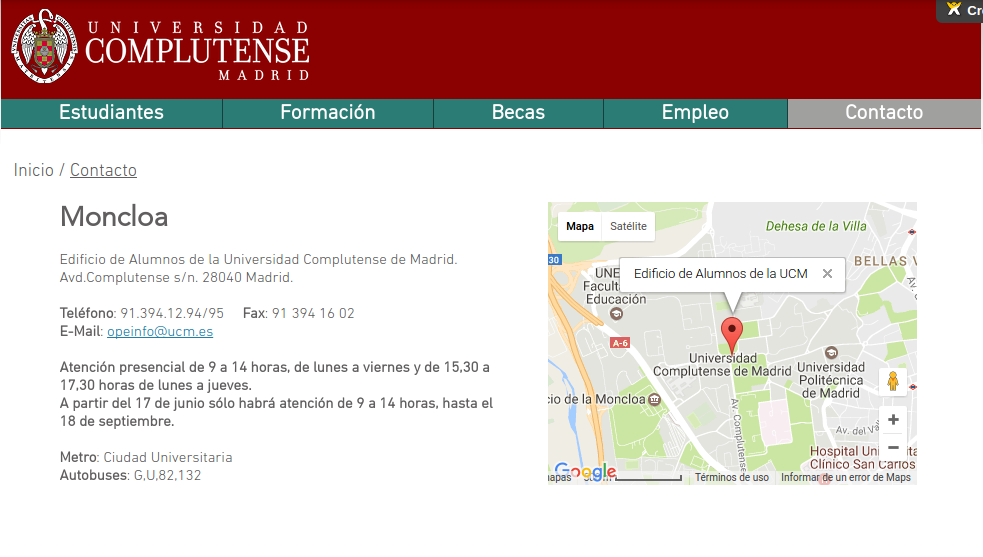 UNIVERSIDAD
COMPLUTENSE
MADRID
Estudiantes
Formación
Becas
Empleo
Contacto
Inicio / Contacto
Moncloa
Edificio de Alumnos de la Universidad Complutense de Madrid.
Avd.Complutense s/n. 28040 Madrid.
Teléfono: 91.394.12.94/95 Fax: 91 394 16 02
E-Mail: opeinfo@ucm.es
Atención presencial de 9 a 14 horas, de lunes a viernes y de 15,30 a
17,30 horas de lunes a jueves.
A partir del 17 de junio sólo habrá atención de 9 a 14 horas, hasta el
18 de septiembre.
Metro: Ciudad Universitaria
Autobuses: G,U,82,132
Mapa
Satélite
Dehesa de la Villa
30
BELLAS V
UNE
Facult
Educación
Edificio de Alumnos de la UCM
A-6
Universidad
Complutense de Madrid
Universidad
Politécnica
de Madrid
cio de la Moncloa
Av. Complutense
Av. del Va
Hospital Un
Clínico San Carlos
Google
mapas
Términos de uso
Informar de un error de Maps